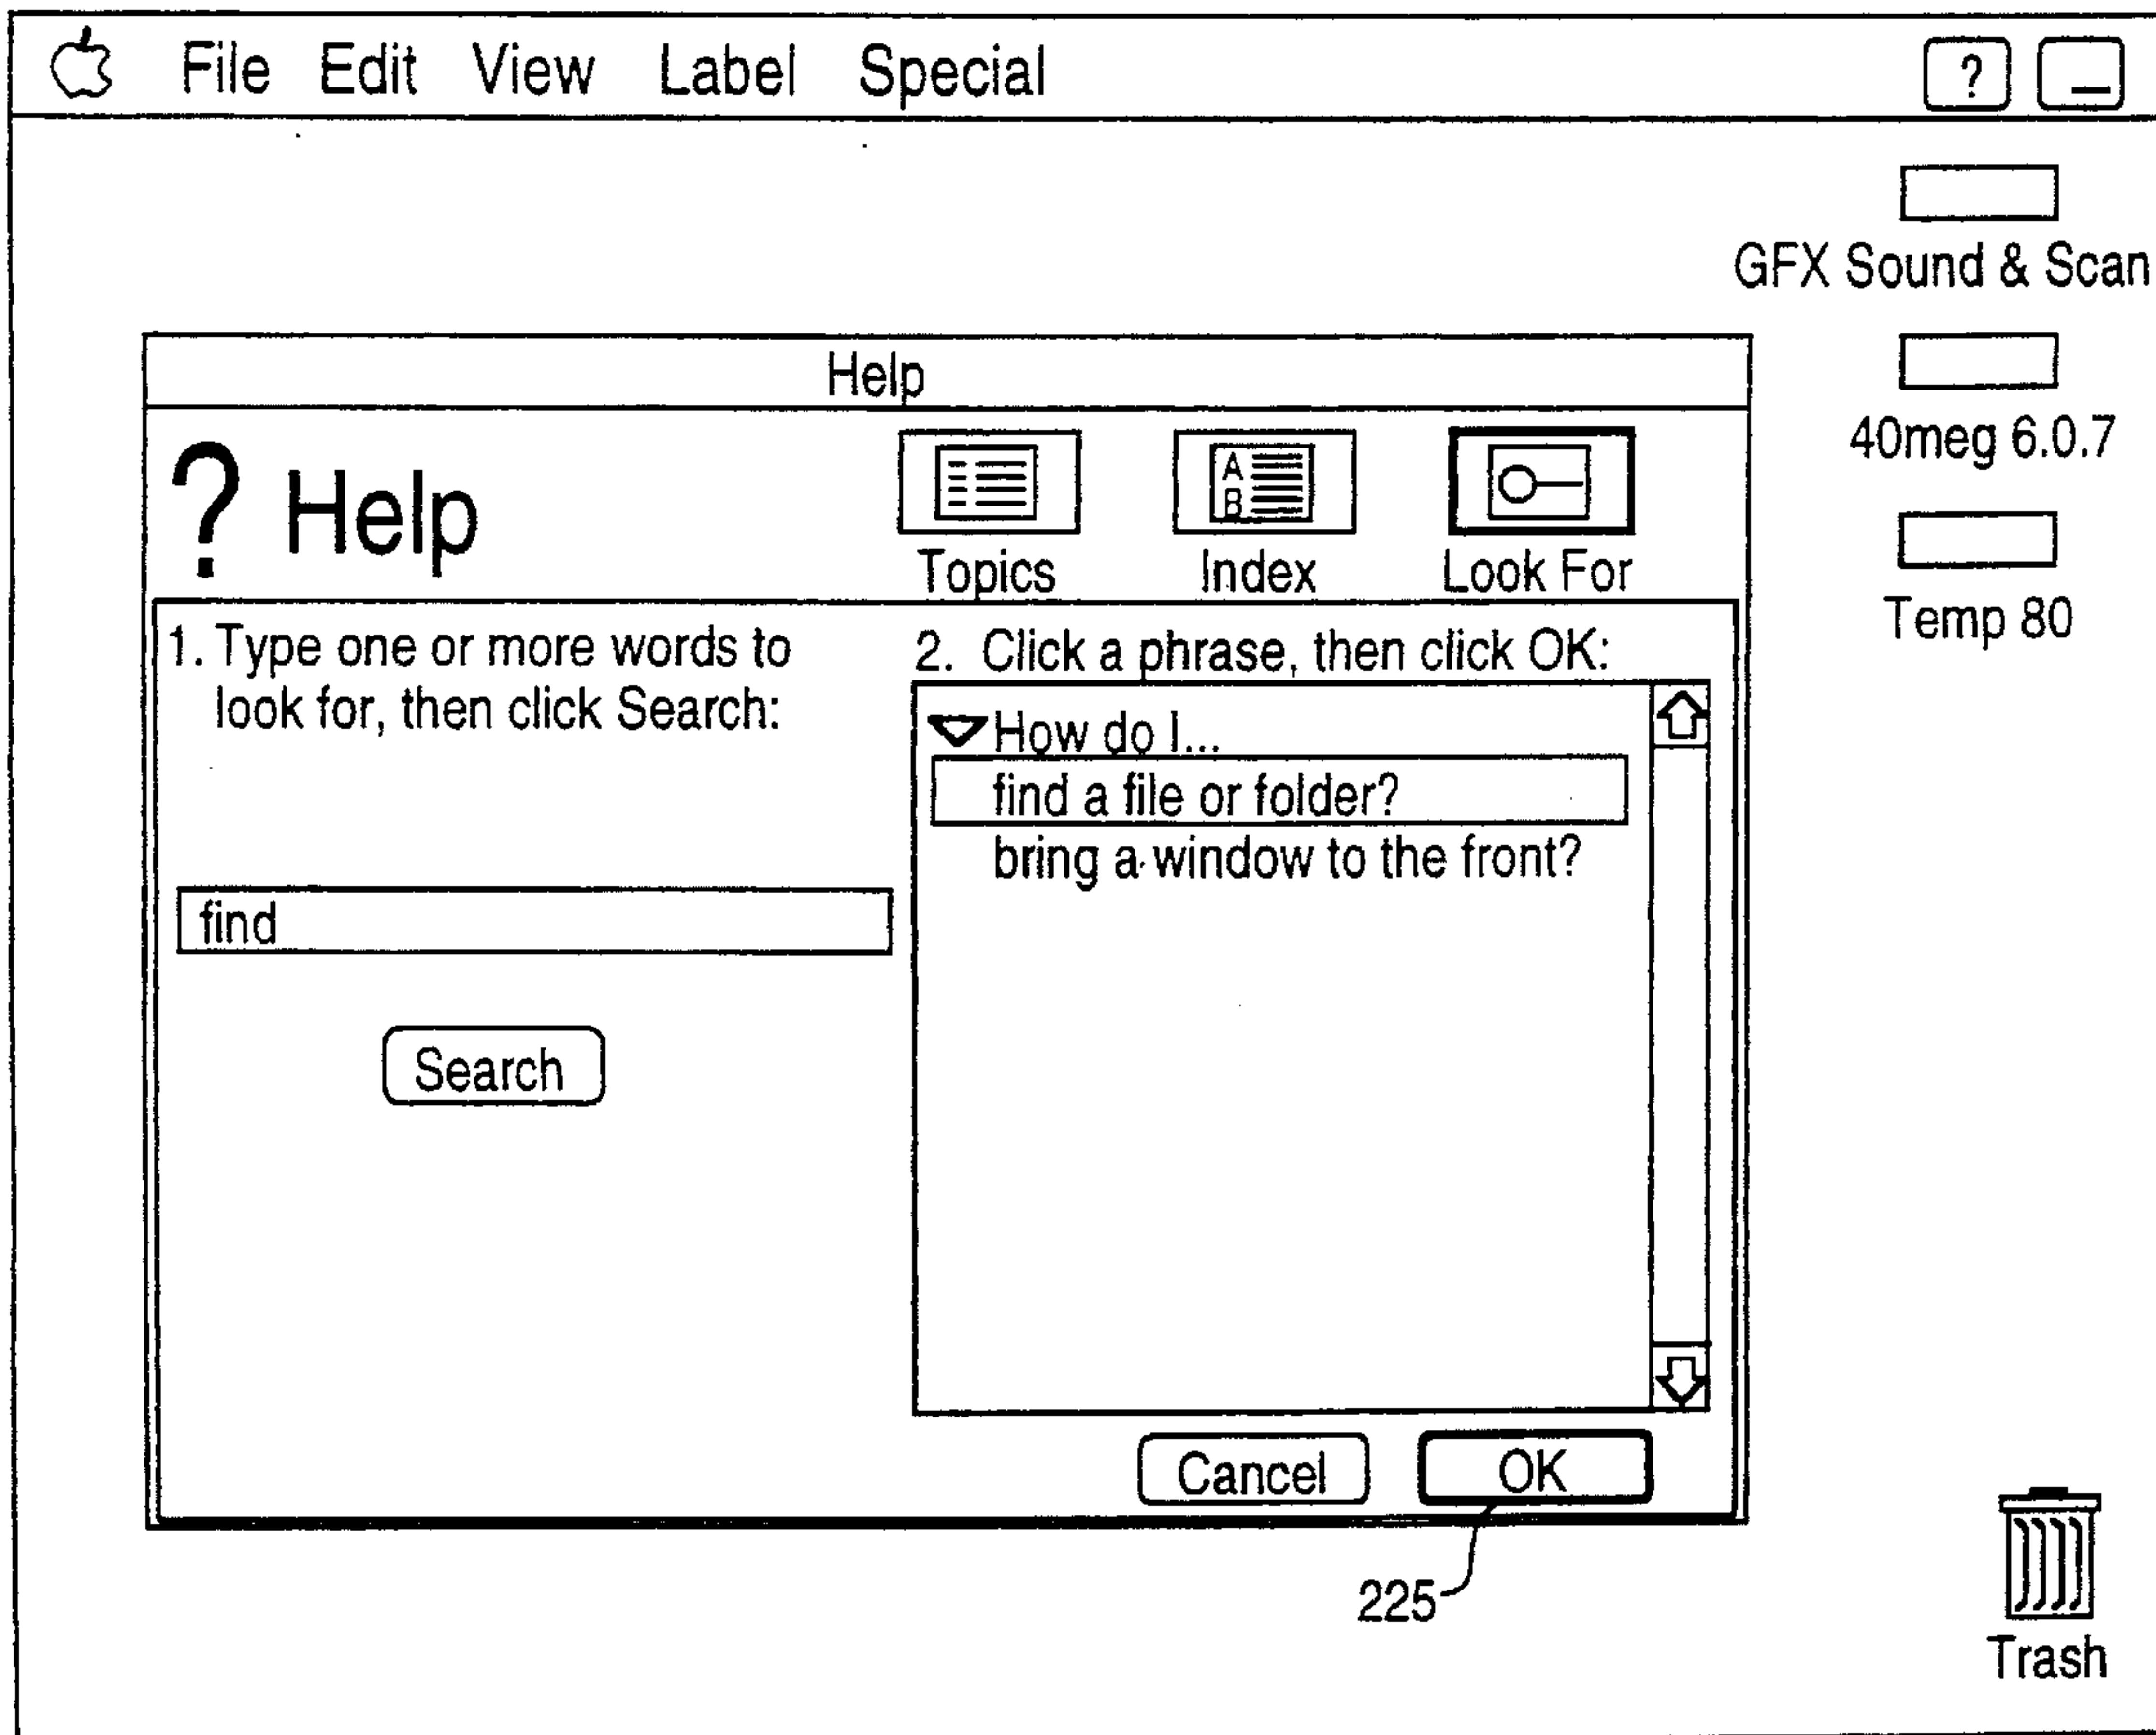 File Edit View Label Special ? _
GFX Sound & Scan
40meg 6.0.7
Temp 80
Help
? Help
Topics Index Look For
A
B
1. Type one or more words to
look for, then click Search:
find
Search
2. Click a phrase, then click OK:
How do I...
find a file or folder?
bring a window to the front?
Cancel OK
225
Trash